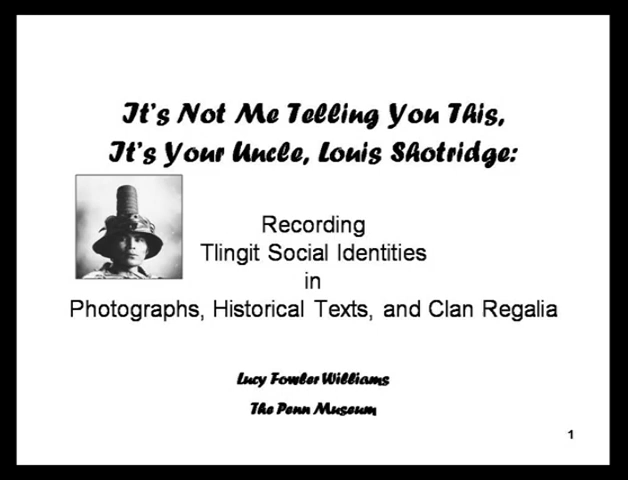 It's Not Me Telling You This,
It's Your Uncle, Louis Shotridge:
Recording
Tlingit Social Identities
in
Photographs, Historical Texts, and Clan Regalia
Lucy Fowler Williams
The Penn Museum
1